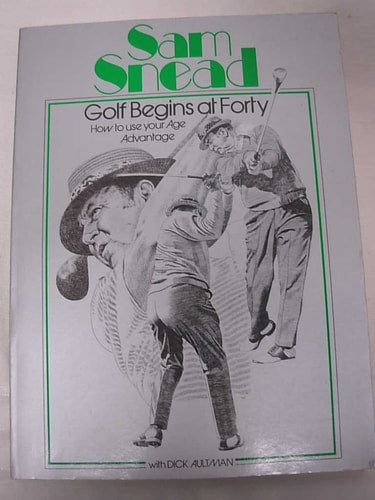 Sam
Snead
Golf Begins at Forty
How to use your Age
Advantage
with DICK AULTMAN